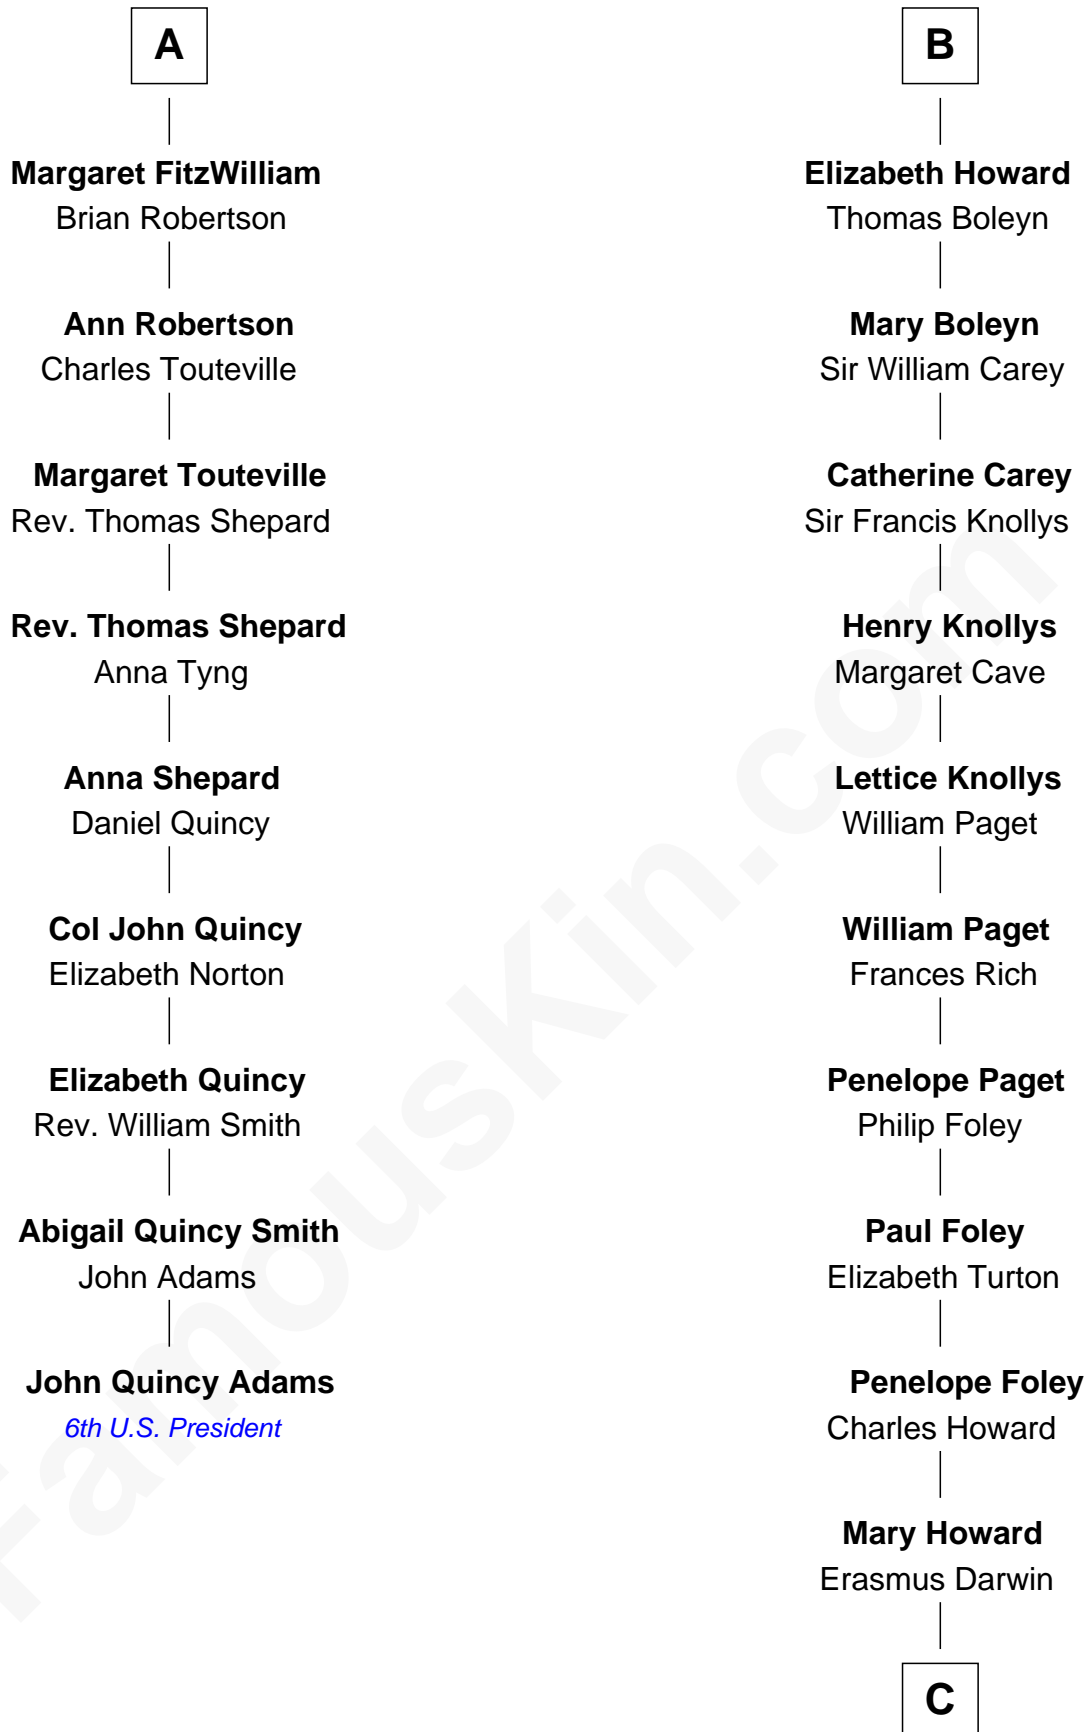 A
Margaret FitzWilliam
Brian Robertson
Ann Robertson
Charles Touteville
Margaret Touteville
Rev. Thomas Shepard
Rev. Thomas Shepard
Anna Tyng
Anna Shepard
Daniel Quincy
Col John Quincy
Elizabeth Norton
Elizabeth Quincy
Rev. William Smith
Abigail Quincy Smith
John Adams
John Quincy Adams
6th U.S. President
B
Elizabeth Howard
Thomas Boleyn
Mary Boleyn
Sir William Carey
Catherine Carey
Sir Francis Knollys
Henry Knollys
Margaret Cave
Lettice Knollys
William Paget
William Paget
Frances Rich
Penelope Paget
Philip Foley
Paul Foley
Elizabeth Turton
Penelope Foley
Charles Howard
Mary Howard
Erasmus Darwin
C
FamousKin.com